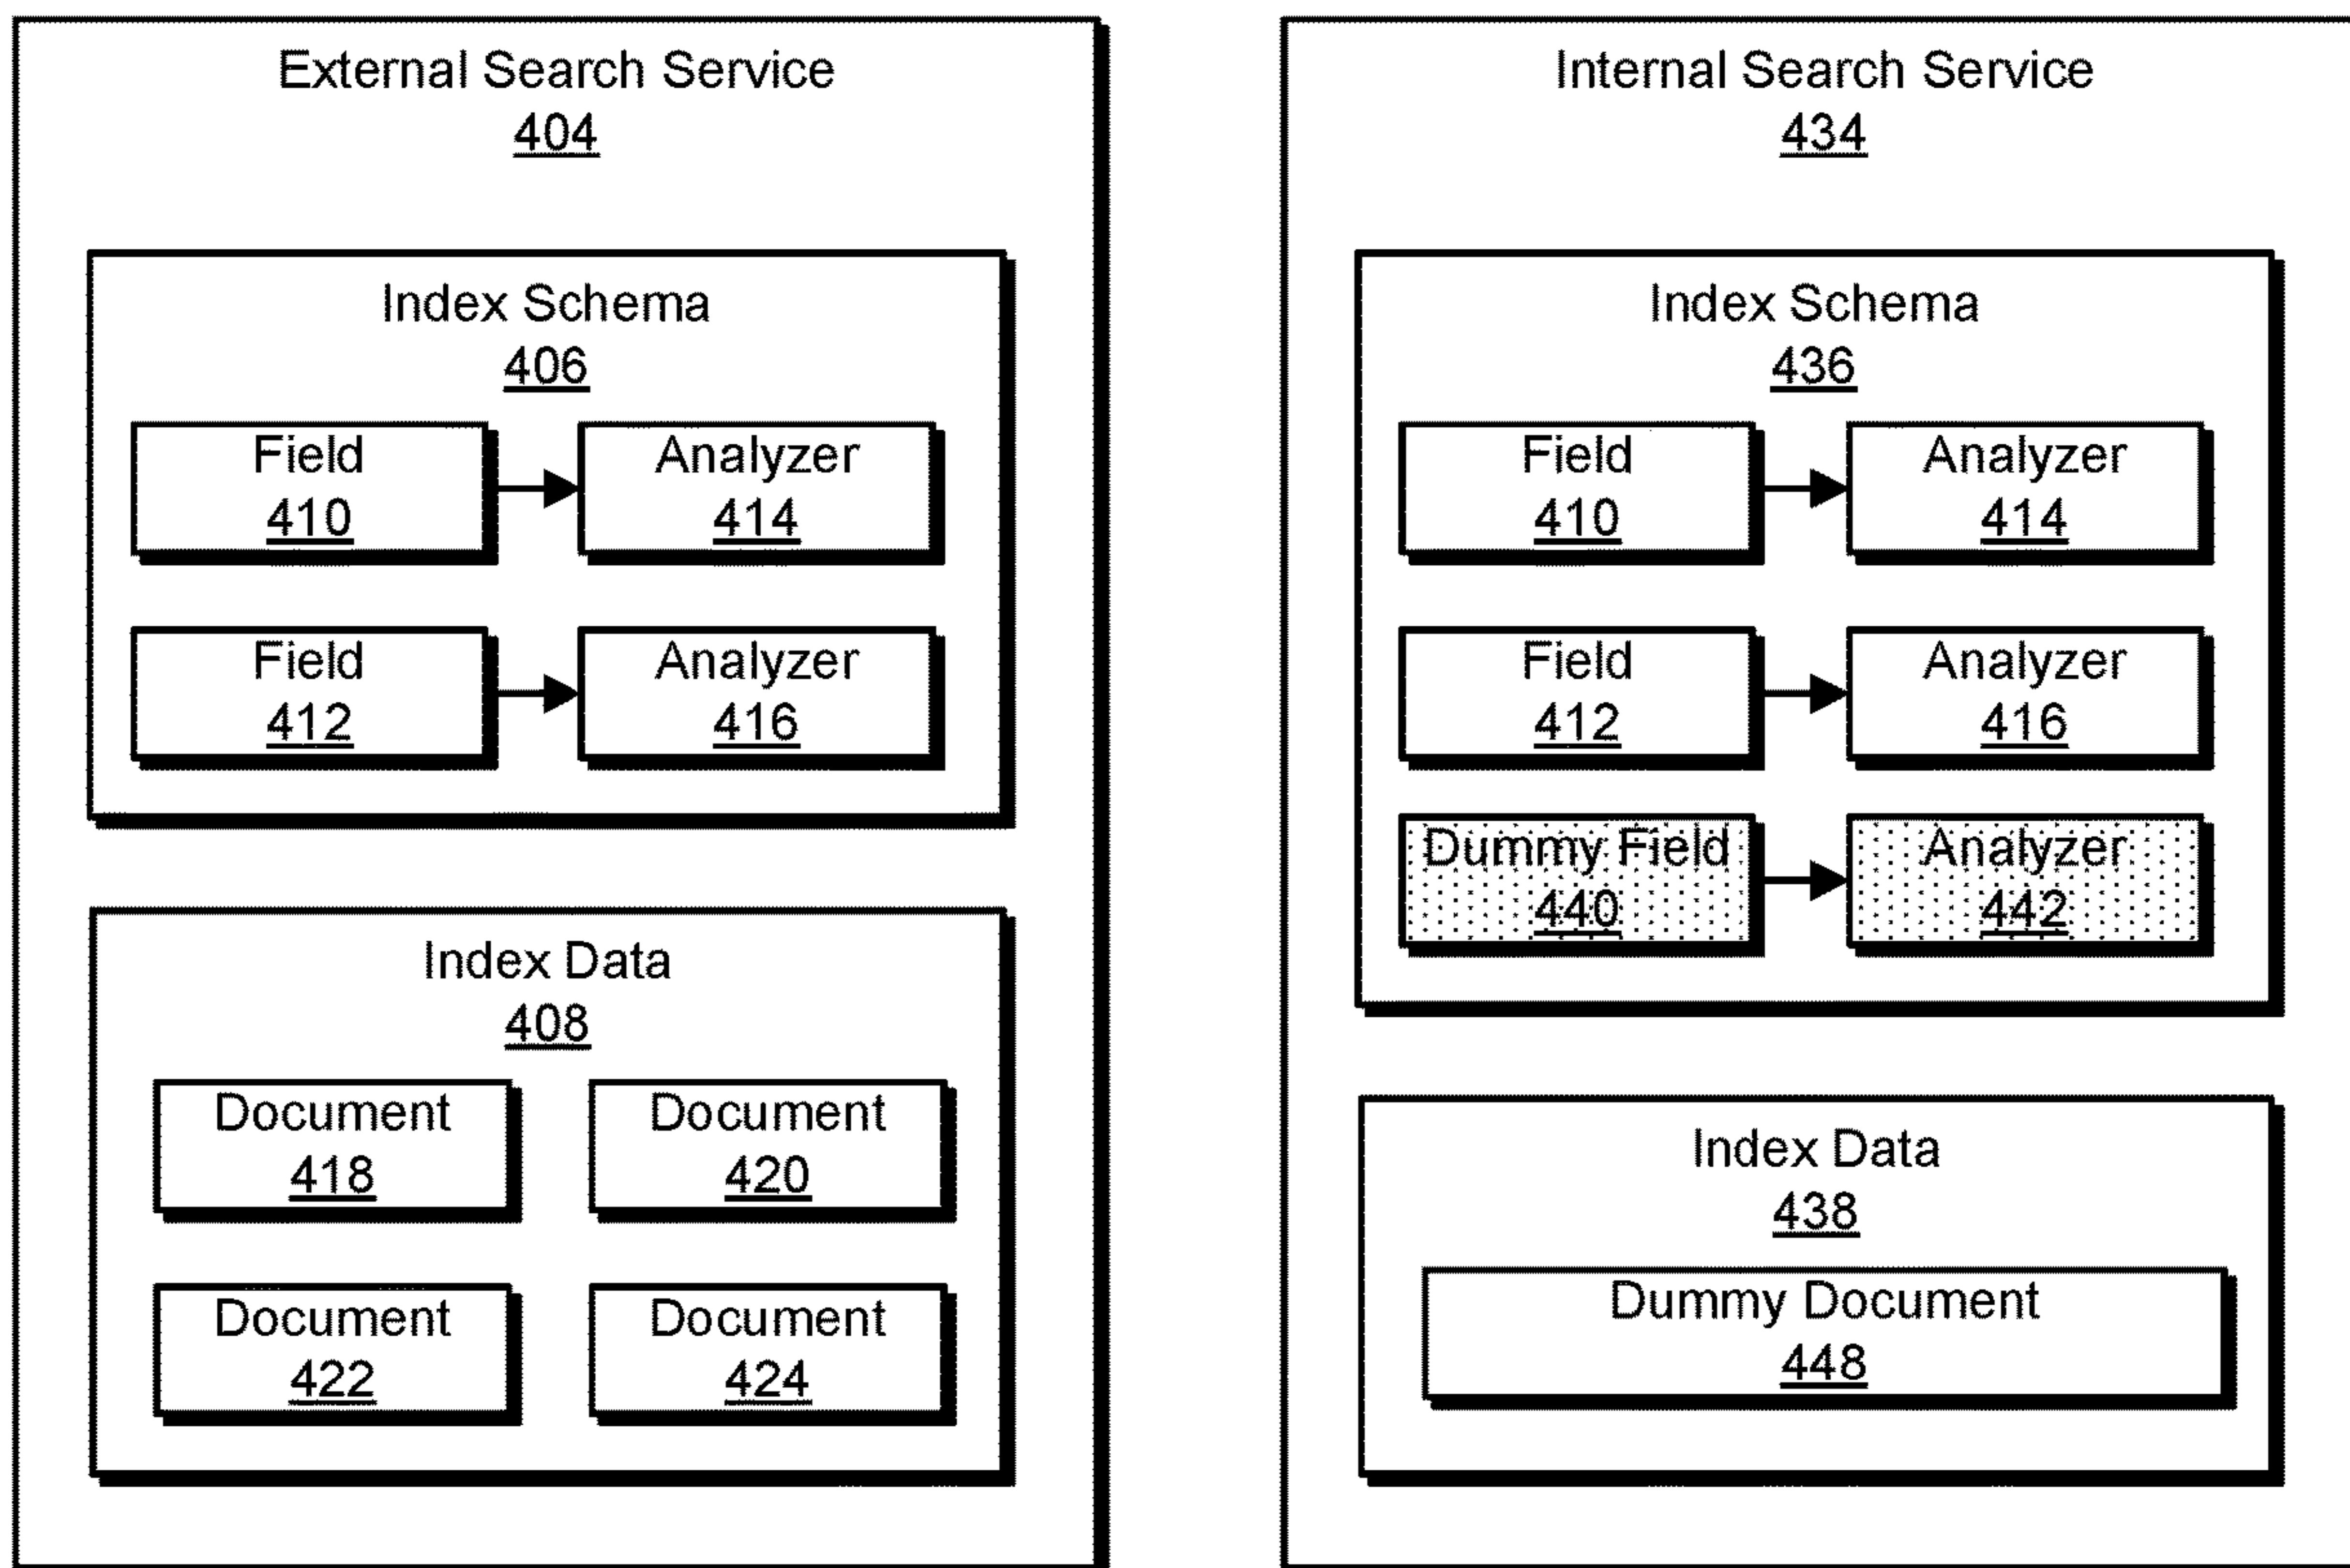 External Search Service
404
Index Schema
406
Field
410
Analyzer
414
Field
412
Analyzer
416
Index Data
408
Document
418
Document
420
Document
422
Document
424
Internal Search Service
434
Index Schema
436
Field
410
Analyzer
414
Field
412
Analyzer
416
Dummy Field
440
Analyzer
442
Index Data
438
Dummy Document
448